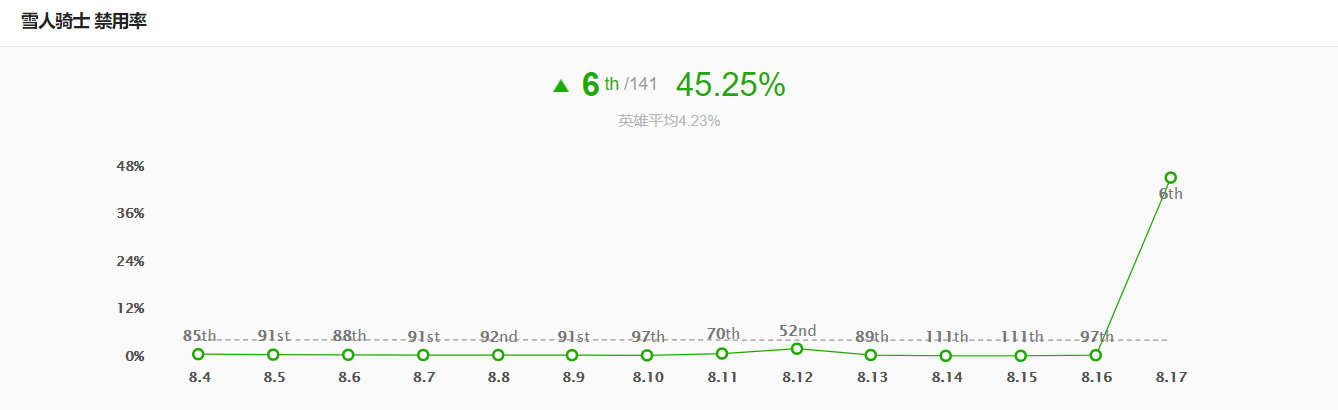 雪人骑士 禁用率
6 th /141 45.25%
英雄平均4.23%
48%
36%
24%
12%
0%
85th 91st 88th 91st 92nd 91st 97th 70th 52nd 89th 111th 111th 97th 6th
8.4 8.5 8.6 8.7 8.8 8.9 8.10 8.11 8.12 8.13 8.14 8.15 8.16 8.17